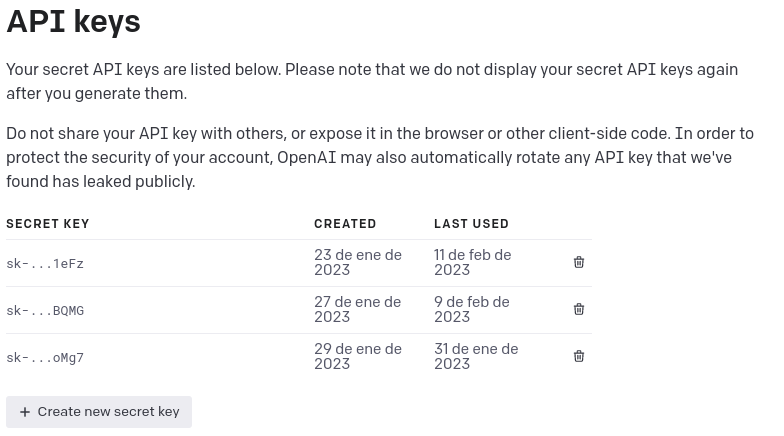 API keys
Your secret API keys are listed below. Please note that we do not display your secret API keys again
after you generate them.
Do not share your API key with others, or expose it in the browser or other client-side code. In order to
protect the security of your account, OpenAI may also automatically rotate any API key that we've
found has leaked publicly.
SECRET KEY CREATED LAST USED
sk-...1eFz 23 de ene de 2023 11 de feb de 2023
sk-...BQMG 27 de ene de 2023 9 de feb de 2023
sk-...oMg7 29 de ene de 2023 31 de ene de 2023
+ Create new secret key